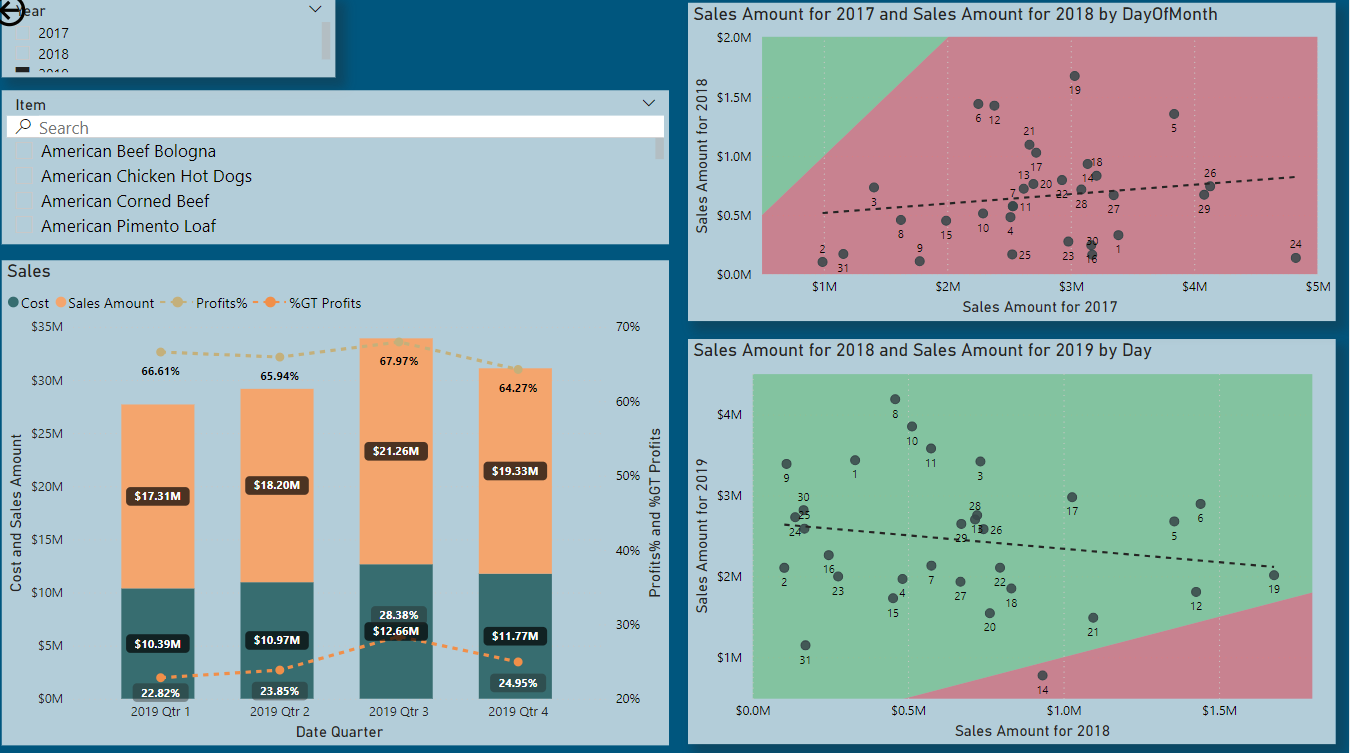 Year
2017
2018
2019
Item
Search
American Beef Bologna
American Chicken Hot Dogs
American Corned Beef
American Pimento Loaf
Sales
Cost Sales Amount Profits% %GT Profits
Cost and Sales Amount
$35M
$30M
$25M
$20M
$15M
$10M
$5M
$0M
66.61%
65.94%
67.97%
64.27%
$17.31M
$18.20M
$21.26M
$19.33M
$10.39M
$10.97M
$12.66M
$11.77M
22.82%
23.85%
28.38%
24.95%
70%
60%
50%
40%
30%
20%
Profits% and %GT Profits
2019 Qtr 1 2019 Qtr 2 2019 Qtr 3 2019 Qtr 4
Date Quarter
Sales Amount for 2017 and Sales Amount for 2018 by DayOfMonth
Sales Amount for 2018
$2.0M
$1.5M
$1.0M
$0.5M
$0.0M
19
6
12
5
21
17
18
14
13
20
22
28
26
29
27
3
7
11
8
15
10
4
2
31
9
25
23
30
16
1
24
$1M $2M $3M $4M $5M
Sales Amount for 2017
Sales Amount for 2018 and Sales Amount for 2019 by Day
Sales Amount for 2019
$4M
$3M
$2M
$1M
8
10
11
9
1
3
17
6
5
30
25
24
28
13
26
29
16
23
2
4
7
27
22
18
15
20
12
19
21
31
14
$0.0M $0.5M $1.0M $1.5M
Sales Amount for 2018